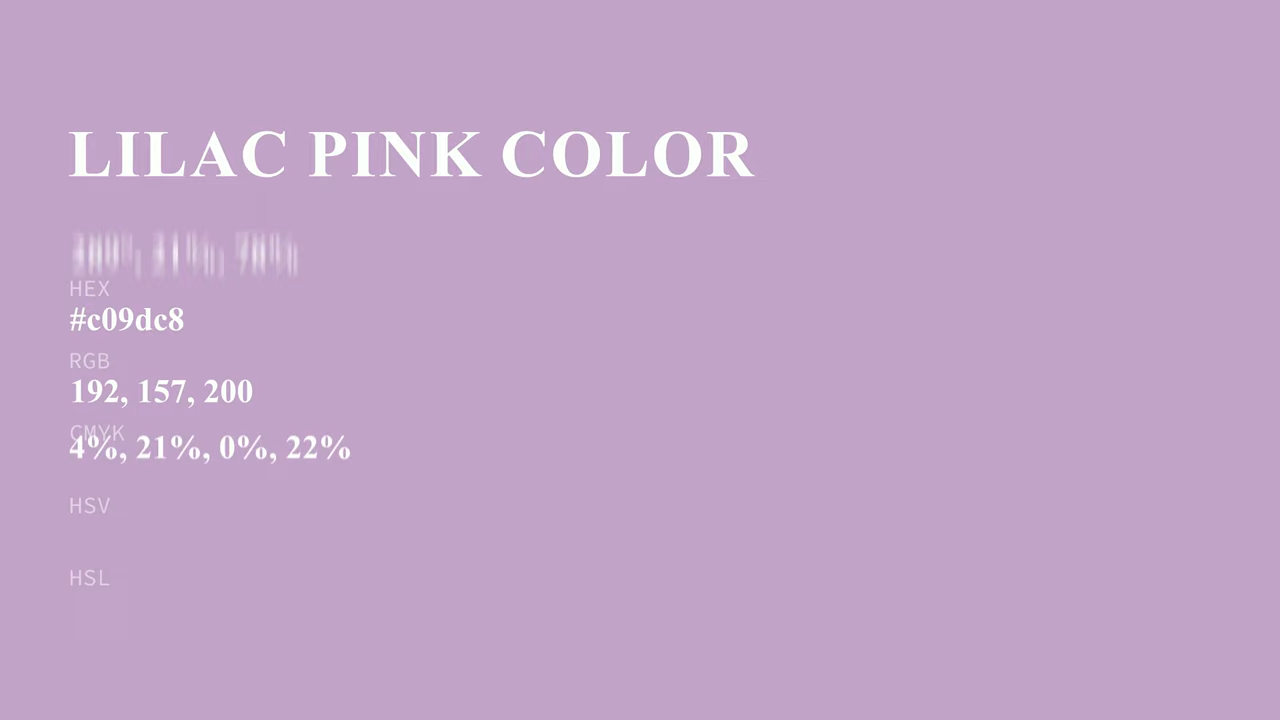 LILAC PINK COLOR
HEX
#c09dc8
RGB
192, 157, 200
CMYK
4%, 21%, 0%, 22%
HSV
HSL